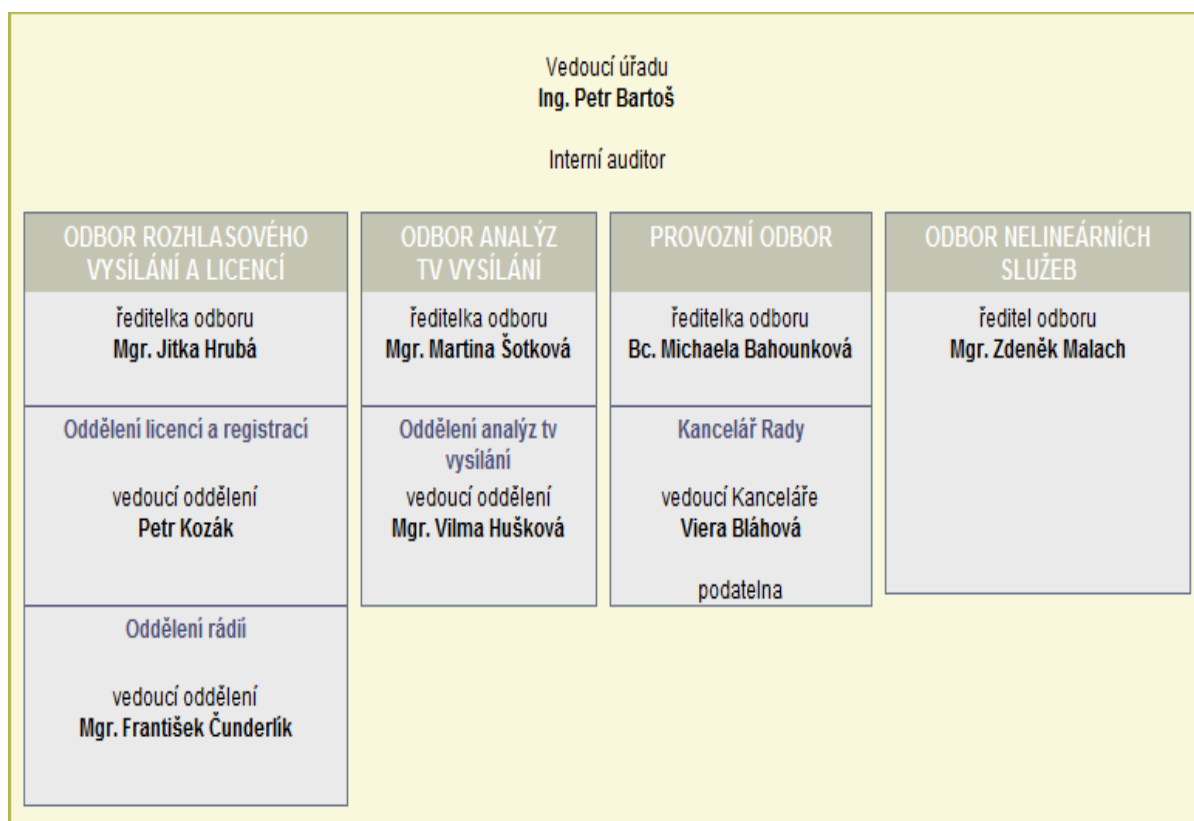 Vedoucí úřadu
Ing. Petr Bartoš
Interní auditor
ODBOR ROZHLASOVÉHO
VYSÍLÁNÍ A LICENCÍ
ředitelka odboru
Mgr. Jitka Hrubá
Oddělení licencí a registrací
vedoucí oddělení
Petr Kozák
Oddělení rádií
vedoucí oddělení
Mgr. František Čunderlík
ODBOR ANALÝZ
TV VYSÍLÁNÍ
ředitelka odboru
Mgr. Martina Šotková
Oddělení analýz tv
vysílání
vedoucí oddělení
Mgr. Vilma Hušková
PROVOZNÍ ODBOR
ředitelka odboru
Bc. Michaela Bahounková
Kancelář Rady
vedoucí Kanceláře
Viera Bláhová
podatelna
ODBOR NELINEÁRNÍCH
SLUŽEB
ředitel odboru
Mgr. Zdeněk Malach